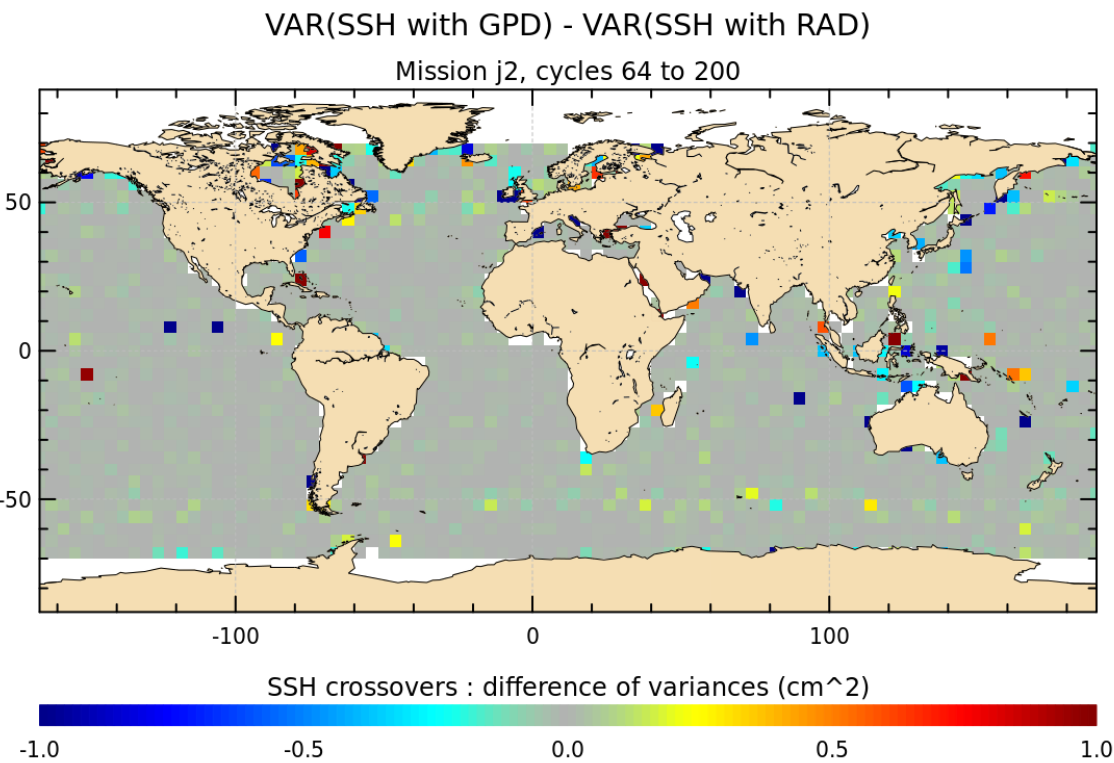 VAR(SSH with GPD) - VAR(SSH with RAD)
Mission j2, cycles 64 to 200
50
0
-50
-100 0 100
SSH crossovers : difference of variances (cm^2)
-1.0 -0.5 0.0 0.5 1.0